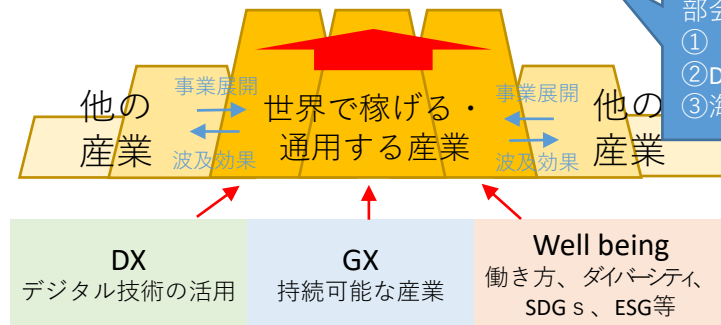 部会
①
②D
③海
事業展開
他の
産業
波及効果
世界で稼げる・
通用する産業
事業展開
他の
産業
波及効果
DX
デジタル技術の活用
GX
持続可能な産業
Well being
働き方、ダイバーシティ、
SDGｓ、ESG等